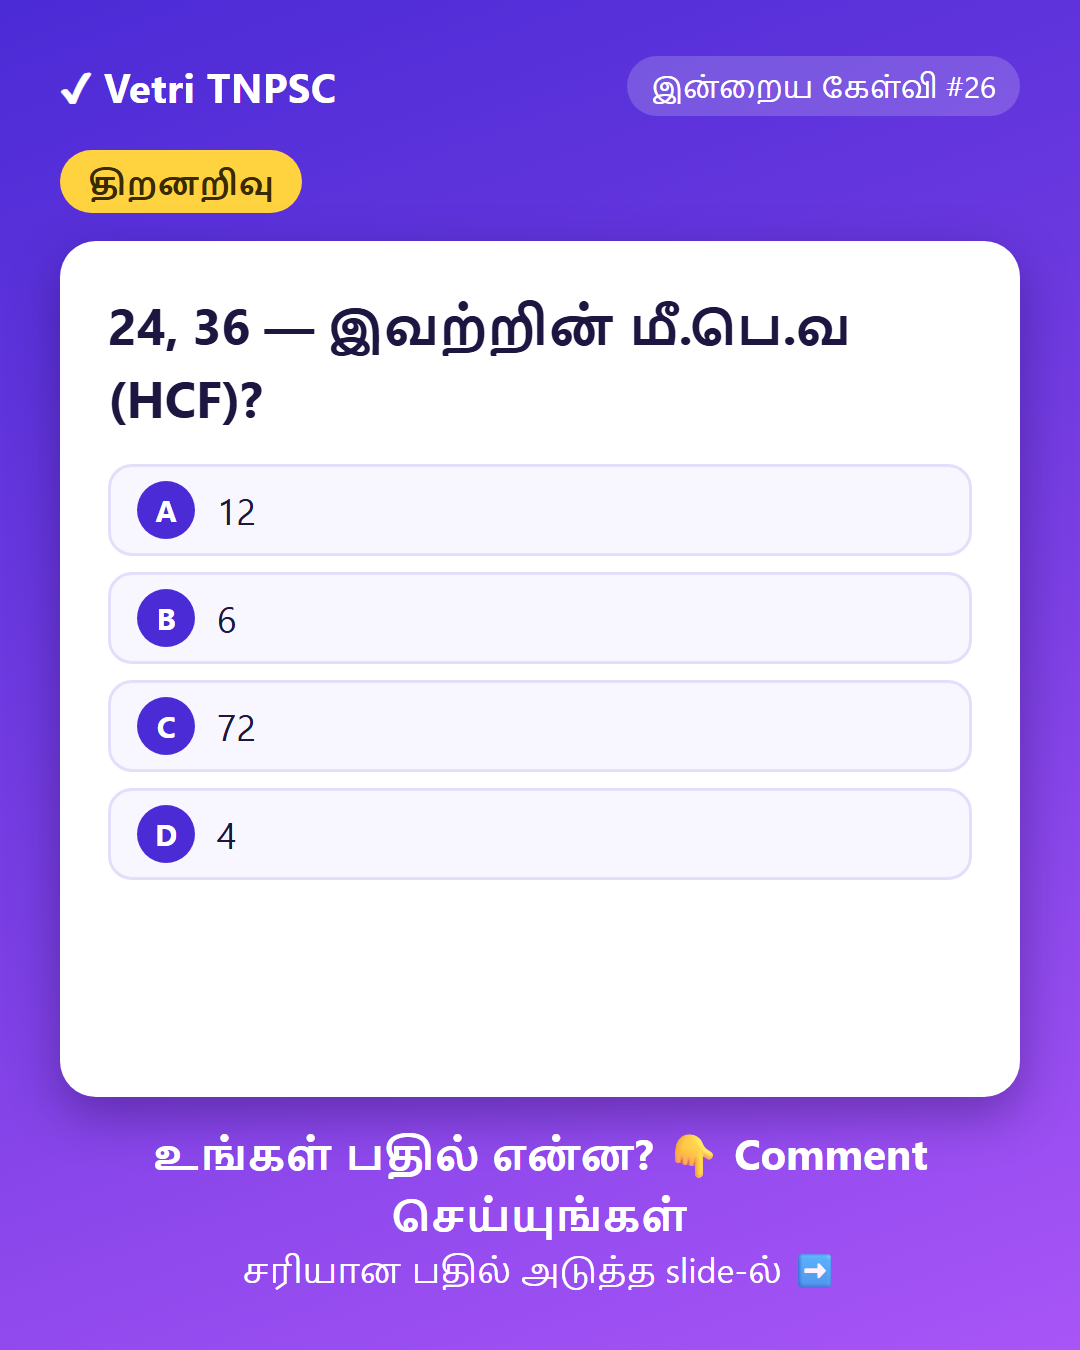 ✔ Vetri TNPSC
இன்றைய கேள்வி #26
திறனறிவு
24, 36 — இவற்றின் மீ.பெ.வ
(HCF)?
A 12
B 6
C 72
D 4
உங்கள் பதில் என்ன? 👇 Comment
செய்யுங்கள்
சரியான பதில் அடுத்த slide-ல் ➡️